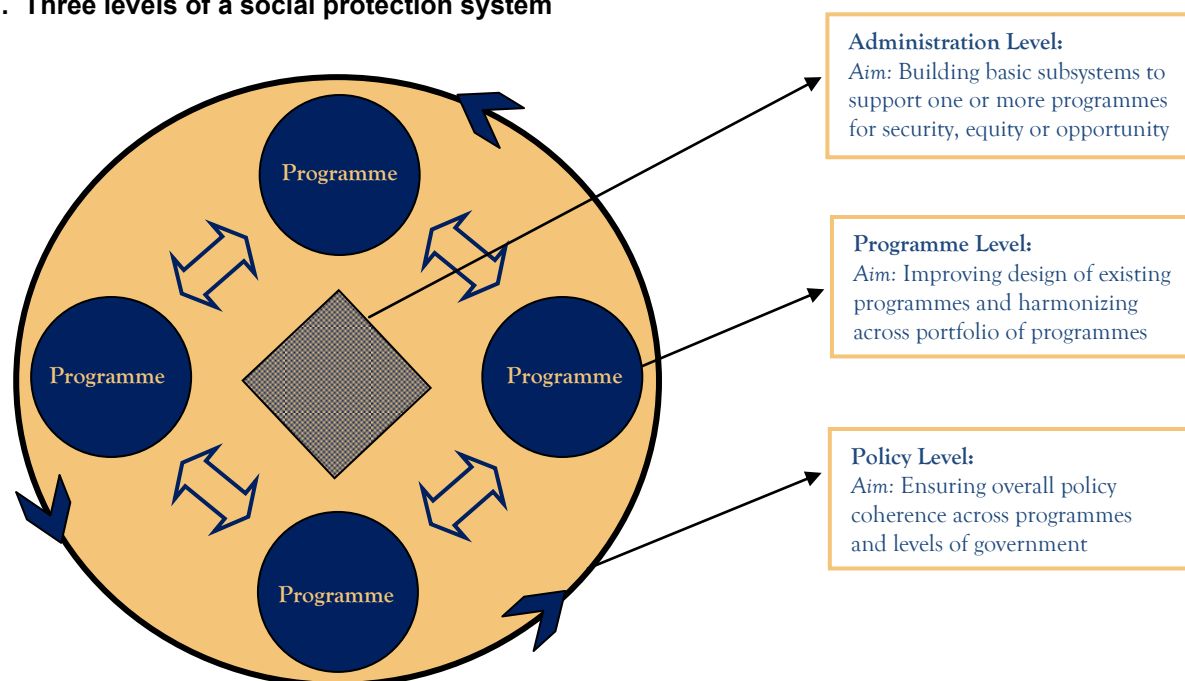 . Three levels of a social protection system
Programme
Programme
Programme
Programme
Administration Level:
Aim: Building basic subsystems to
support one or more programmes
for security, equity or opportunity
Programme Level:
Aim: Improving design of existing
programmes and harmonizing
across portfolio of programmes
Policy Level:
Aim: Ensuring overall policy
coherence across programmes
and levels of government